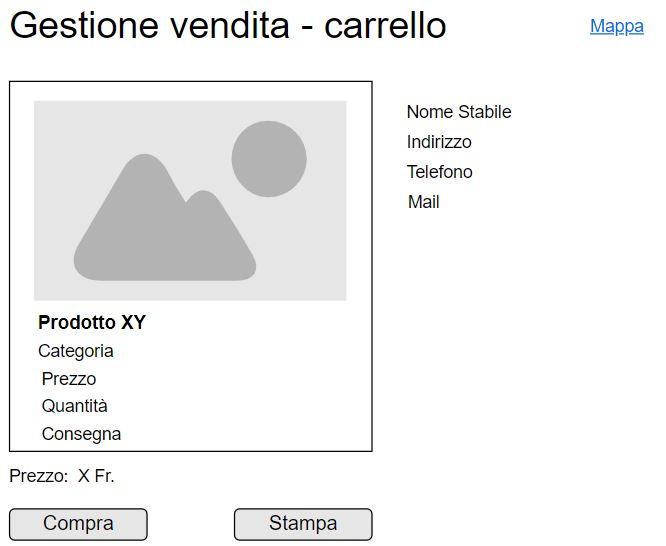 Gestione vendita - carrello
Mappa
Nome Stabile
Indirizzo
Telefono
Mail
Prodotto XY
Categoria
Prezzo
Quantità
Consegna
Prezzo:  X Fr.
Compra
Stampa